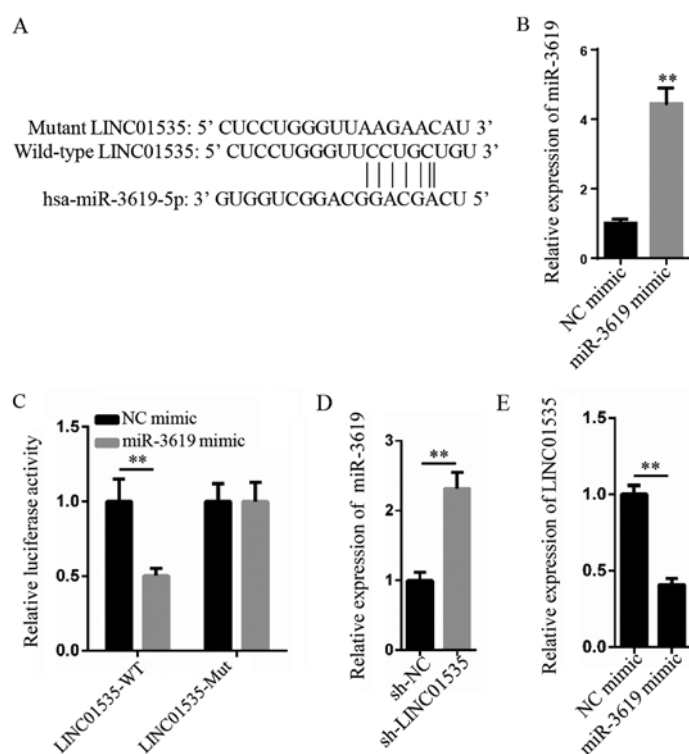 A
Mutant LINC01535: 5’ CUCCUGGGUUAAGAACAU 3’
Wild-type LINC01535: 5’ CUCCUGGGUUCCUGCUGU 3’
hsa-miR-3619-5p: 3’ GUGGUCGGACGGACGACU 5’
B
Relative expression of miR-3619
6
4
2
0
**
NC mimic
miR-3619 mimic
C
Relative luciferase activity
1.5
1.0
0.5
0.0
NC mimic
miR-3619 mimic
**
LINC01535-WT
LINC01535-Mut
D
Relative expression of miR-3619
3
2
1
0
**
sh-NC
sh-LINC01535
E
Relative expression of LINC01535
1.5
1.0
0.5
0.0
**
NC mimic
miR-3619 mimic